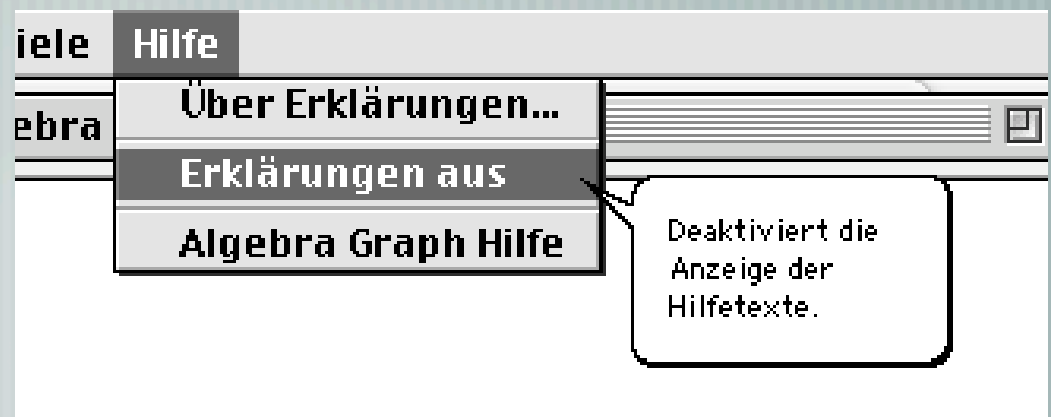 iele Hilfe
ebra
Über Erklärungen...
Erklärungen aus
Algebra Graph Hilfe
Deaktiviert die
Anzeige der
Hilfetexte.